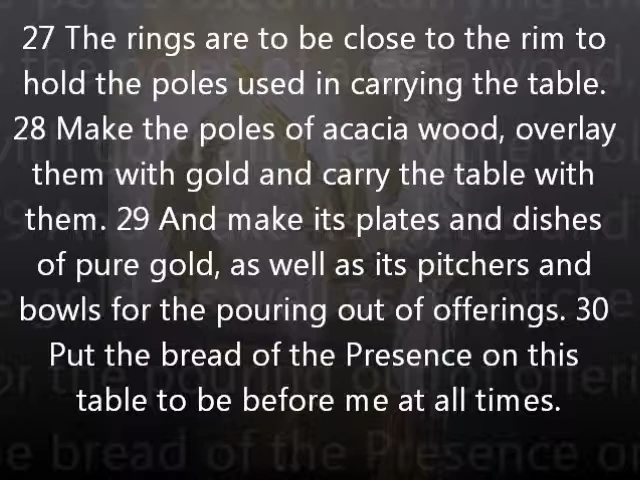 27 The rings are to be close to the rim to
hold the poles used in carrying the table.
28 Make the poles of acacia wood, overlay
them with gold and carry the table with
them. 29 And make its plates and dishes
of pure gold, as well as its pitchers and
bowls for the pouring out of offerings. 30
Put the bread of the Presence on this
table to be before me at all times.